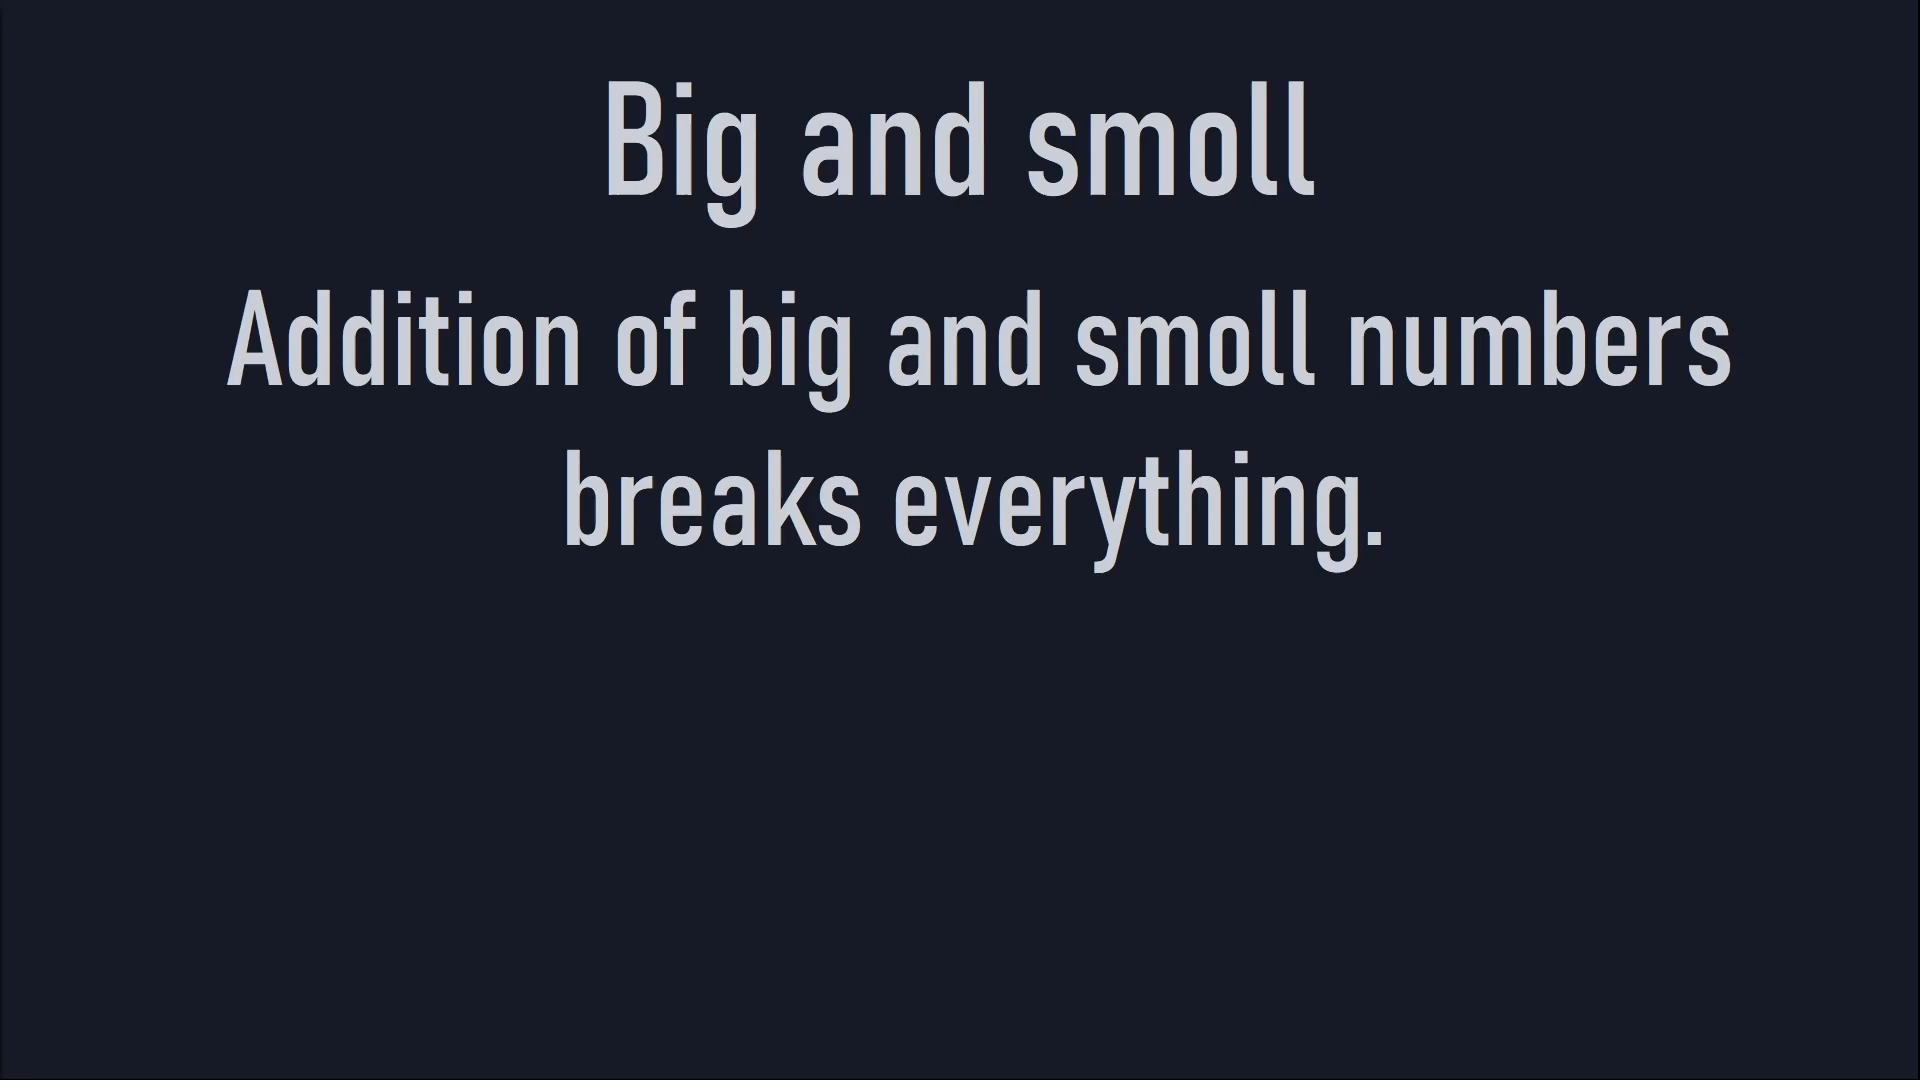 Big and smoll
Addition of big and smoll numbers
breaks everything.